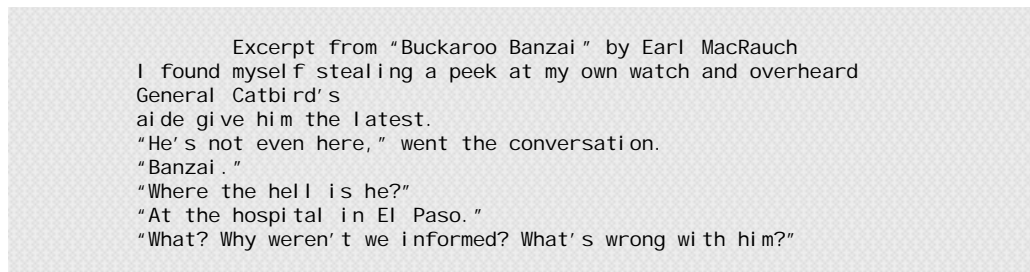 Excerpt from “Buckaroo Banzai” by Earl MacRauch
I found myself stealing a peek at my own watch and overheard
General Catbird’s
aide give him the latest.
“He’s not even here,” went the conversation.
“Banzai.”
“Where the hell is he?”
“At the hospital in El Paso.”
“What? Why weren’t we informed? What’s wrong with him?”